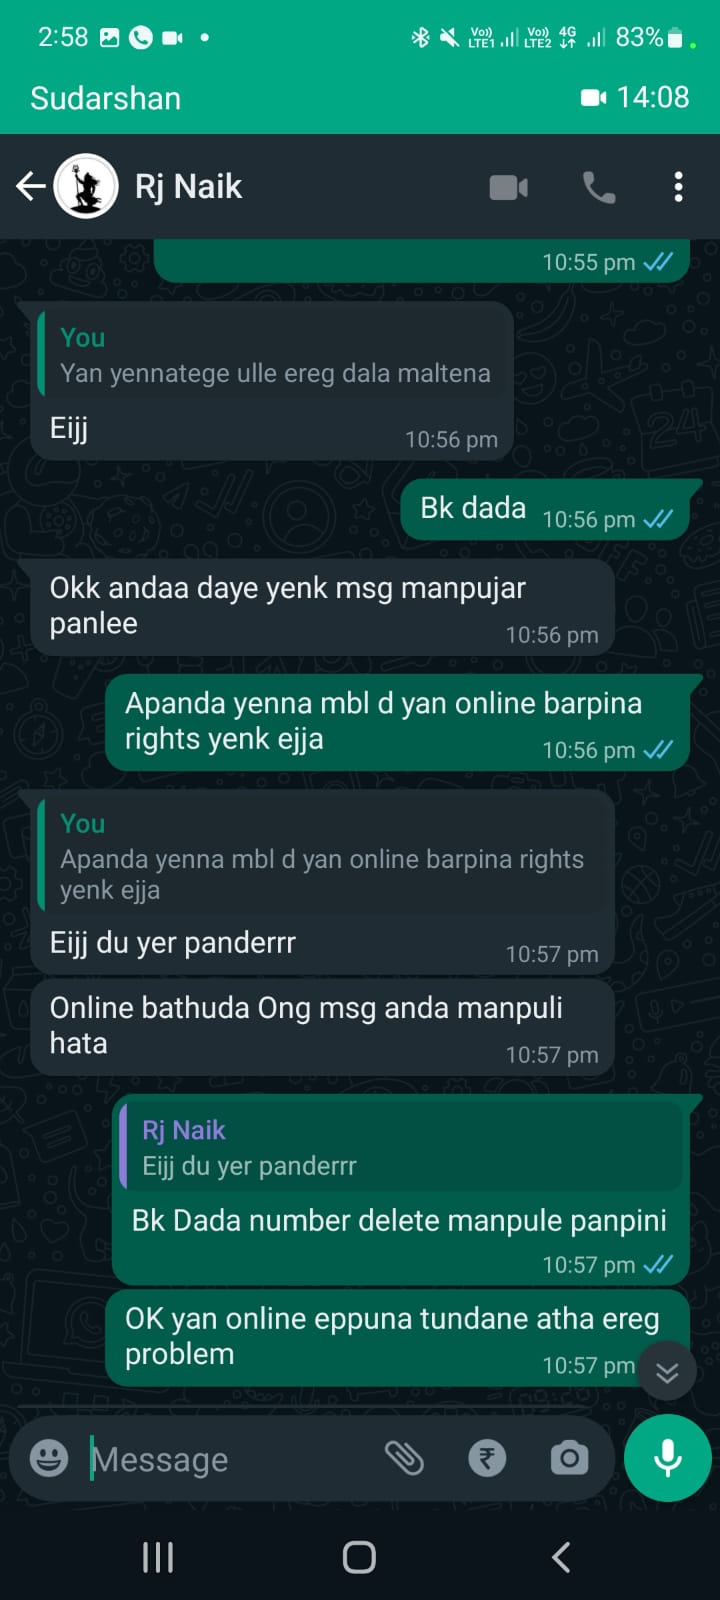 2:58
Vo)) LTE1 Vo)) LTE2 4G 83%
Sudarshan 14:08
Rj Naik
10:55 pm
You
Yan yennatege ulle ereg dala maltena
Eijj
10:56 pm
Bk dada 10:56 pm
Okk andaa daye yenk msg manpujar
panlee
10:56 pm
Apanda yenna mbl d yan online barpina
rights yenk ejja
10:56 pm
You
Apanda yenna mbl d yan online barpina rights
yenk ejja
Eijj du yer panderrr
10:57 pm
Online bathuda Ong msg anda manpuli
hata
10:57 pm
Rj Naik
Eijj du yer panderrr
Bk Dada number delete manpule panpini
10:57 pm
OK yan online eppuna tundane atha ereg
problem
10:57 pm
Message